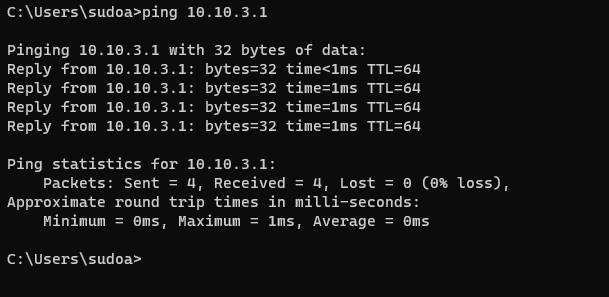 C:\Users\sudoa>ping 10.10.3.1
Pinging 10.10.3.1 with 32 bytes of data:
Reply from 10.10.3.1: bytes=32 time<1ms TTL=64
Reply from 10.10.3.1: bytes=32 time=1ms TTL=64
Reply from 10.10.3.1: bytes=32 time=1ms TTL=64
Reply from 10.10.3.1: bytes=32 time=1ms TTL=64
Ping statistics for 10.10.3.1:
    Packets: Sent = 4, Received = 4, Lost = 0 (0% loss),
Approximate round trip times in milli-seconds:
    Minimum = 0ms, Maximum = 1ms, Average = 0ms
C:\Users\sudoa>